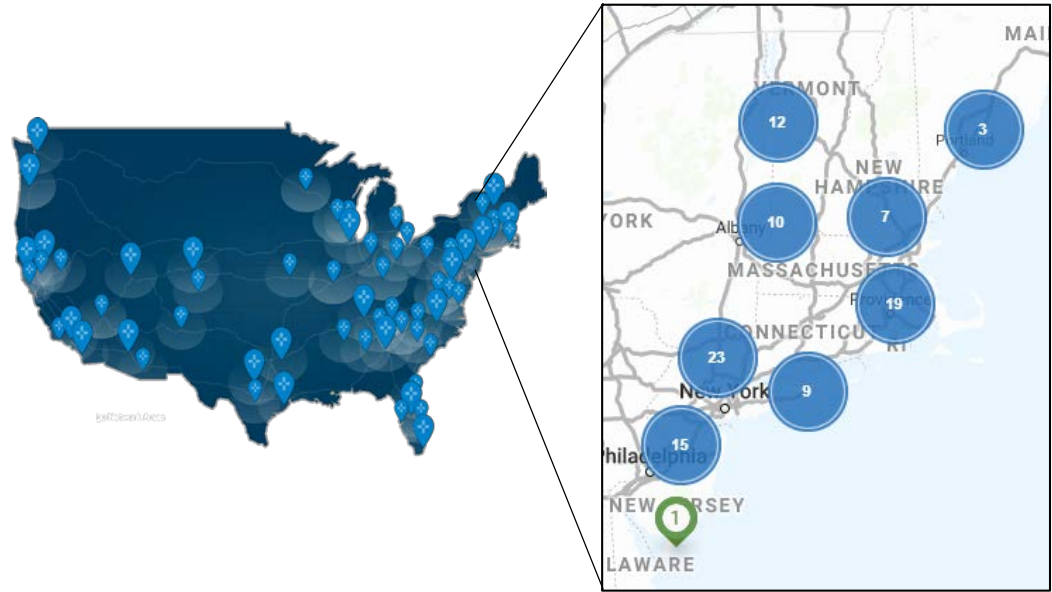 MAI
VERMONT
12
3
Portland
NEW
HAMPSHIRE
YORK
10
7
Albany
MASSACHUSETTS
Providence
19
CONNECTICUT
RI
23
New York
9
15
Philadelphia
NEW JERSEY
1
LAWARE